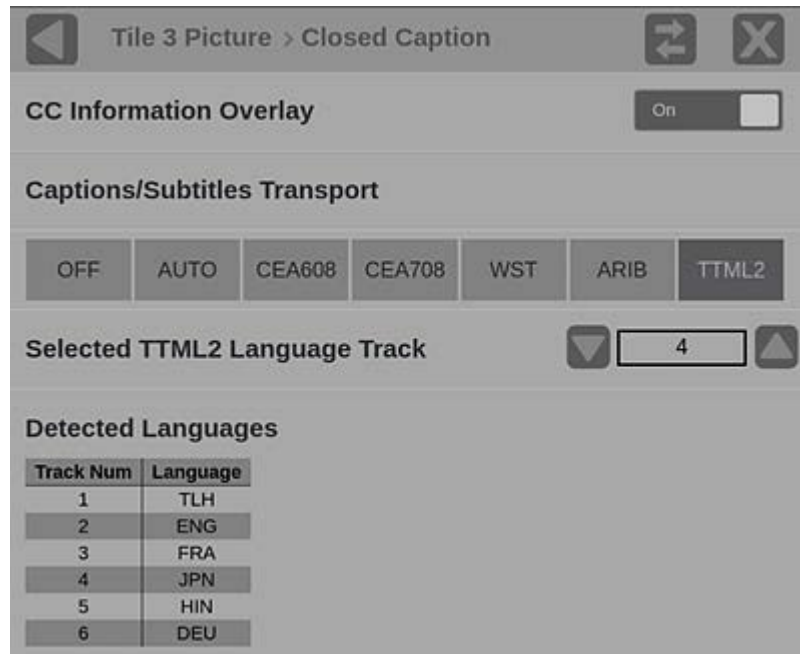 Tile 3 Picture > Closed Caption
CC Information Overlay On
Captions/Subtitles Transport
OFF AUTO CEA608 CEA708 WST ARIB TTML2
Selected TTML2 Language Track 4
Detected Languages
Track Num Language
1 TLH
2 ENG
3 FRA
4 JPN
5 HIN
6 DEU